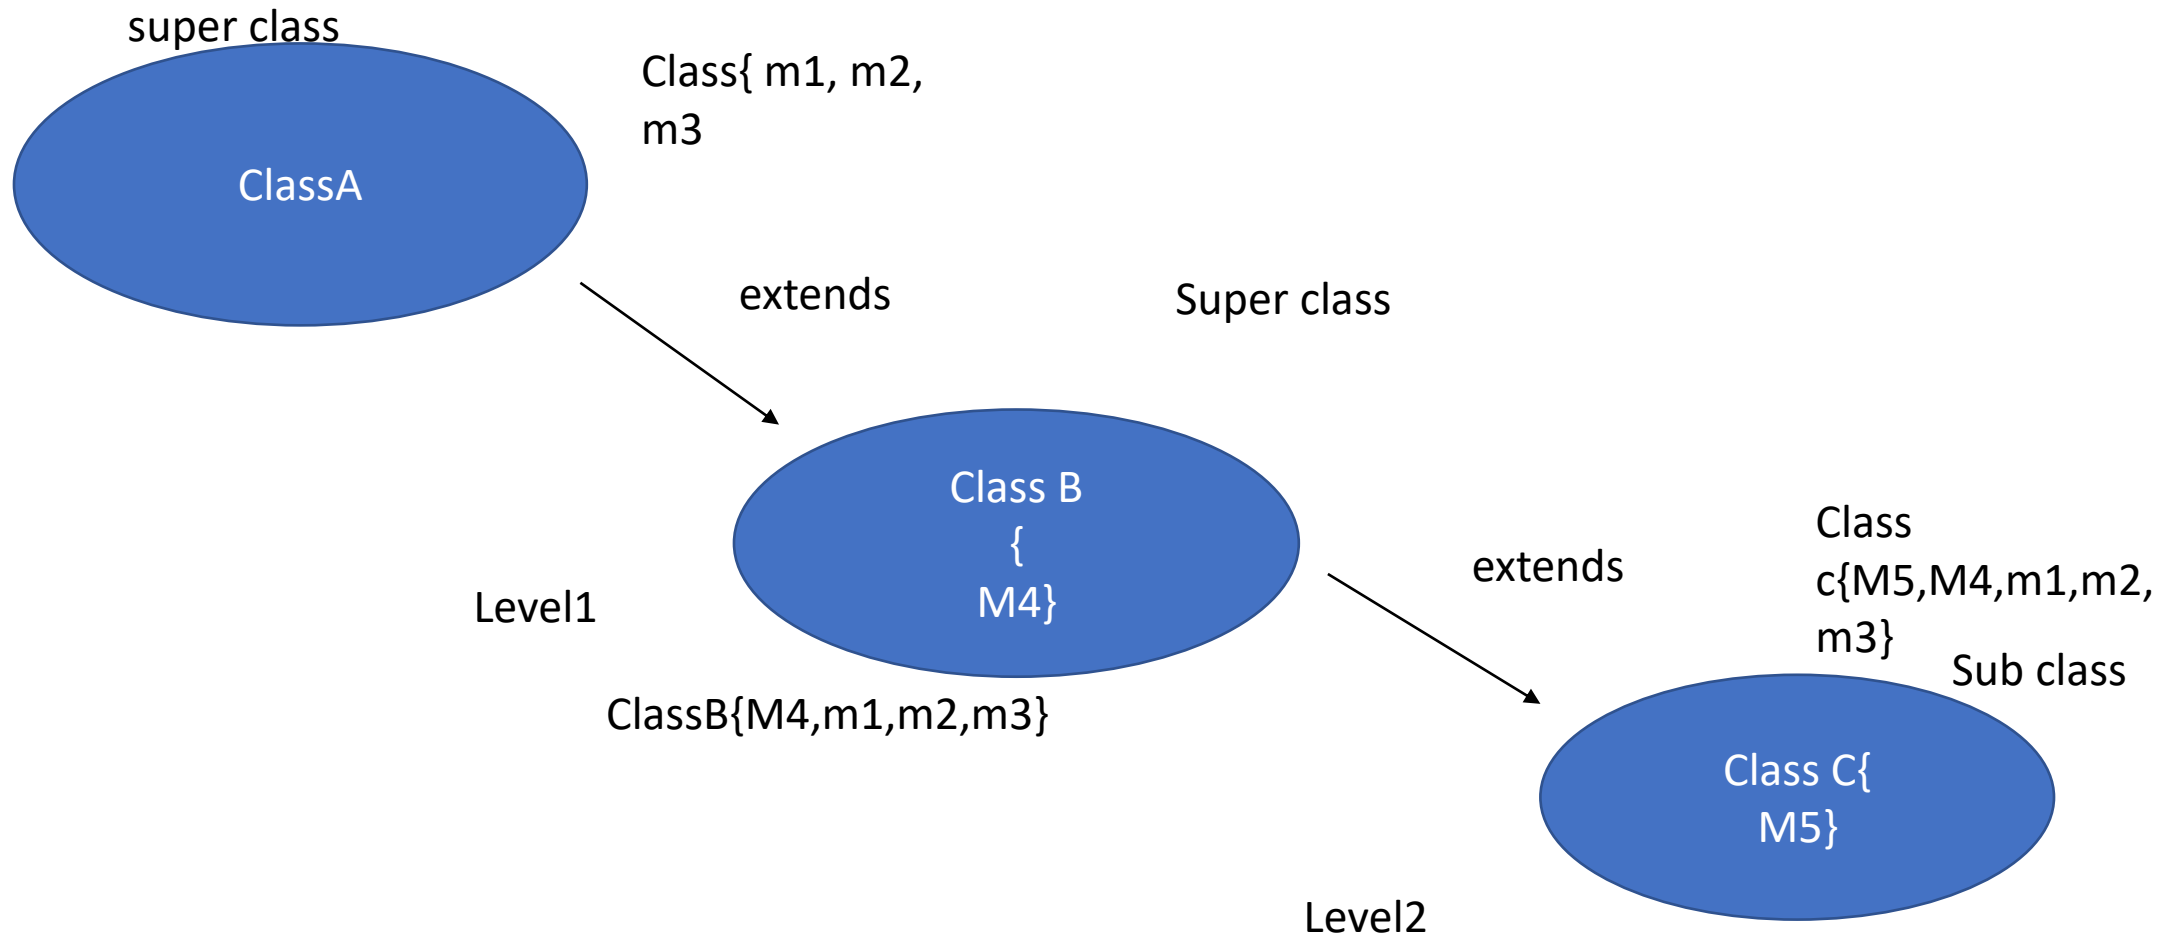 super class
Class{ m1, m2,
m3
ClassA
extends
Super class
Class B
{
M4}
Level1
ClassB{M4,m1,m2,m3}
extends
Class
c{M5,M4,m1,m2,
m3}
Sub class
Class C{
M5}
Level2